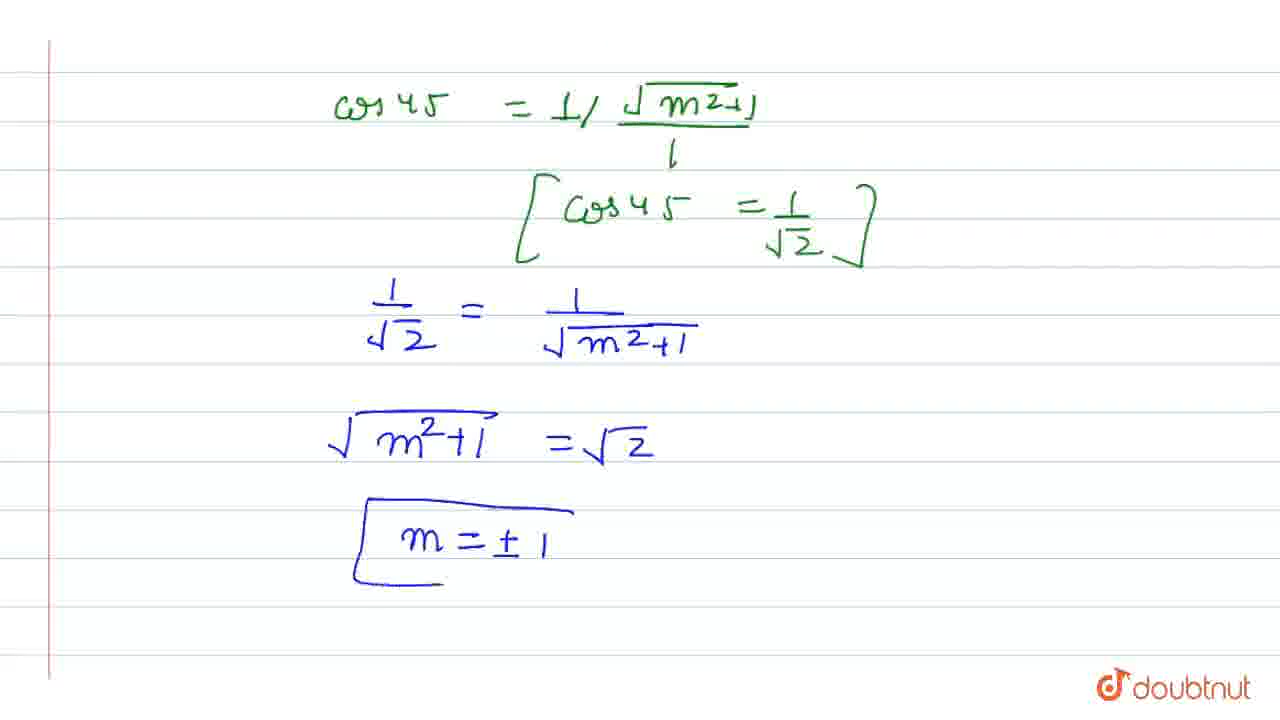 cos 45 = 1/ √m²+1
1
[cos 45 = 1/√2]
1/√2 = 1/√m²+1
√m²+1 = √2
m = ± 1
doubtnut